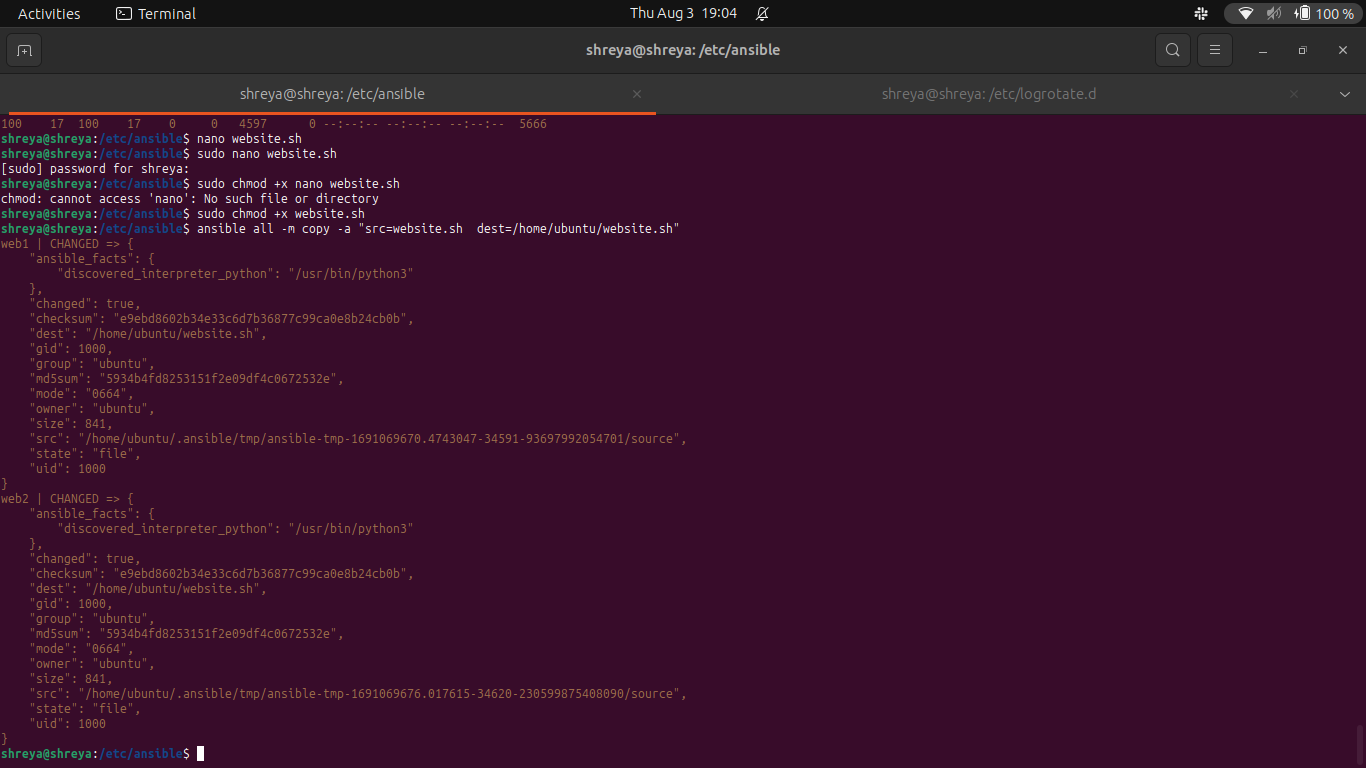 Activities Terminal Thu Aug 3 19:04 100 %
shreya@shreya: /etc/ansible
shreya@shreya: /etc/ansible shreya@shreya: /etc/logrotate.d
100    17  100    17    0     0   4597      0 --:--:-- --:--:-- --:--:--  5666
shreya@shreya:/etc/ansible$ nano website.sh
shreya@shreya:/etc/ansible$ sudo nano website.sh
[sudo] password for shreya:
shreya@shreya:/etc/ansible$ sudo chmod +x nano website.sh
chmod: cannot access 'nano': No such file or directory
shreya@shreya:/etc/ansible$ sudo chmod +x website.sh
shreya@shreya:/etc/ansible$ ansible all -m copy -a "src=website.sh  dest=/home/ubuntu/website.sh"
web1 | CHANGED => {
    "ansible_facts": {
        "discovered_interpreter_python": "/usr/bin/python3"
    },
    "changed": true,
    "checksum": "e9ebd8602b34e33c6d7b36877c99ca0e8b24cb0b",
    "dest": "/home/ubuntu/website.sh",
    "gid": 1000,
    "group": "ubuntu",
    "md5sum": "5934b4fd8253151f2e09df4c0672532e",
    "mode": "0664",
    "owner": "ubuntu",
    "size": 841,
    "src": "/home/ubuntu/.ansible/tmp/ansible-tmp-1691069670.4743047-34591-93697992054701/source",
    "state": "file",
    "uid": 1000
}
web2 | CHANGED => {
    "ansible_facts": {
        "discovered_interpreter_python": "/usr/bin/python3"
    },
    "changed": true,
    "checksum": "e9ebd8602b34e33c6d7b36877c99ca0e8b24cb0b",
    "dest": "/home/ubuntu/website.sh",
    "gid": 1000,
    "group": "ubuntu",
    "md5sum": "5934b4fd8253151f2e09df4c0672532e",
    "mode": "0664",
    "owner": "ubuntu",
    "size": 841,
    "src": "/home/ubuntu/.ansible/tmp/ansible-tmp-1691069676.017615-34620-230599875408090/source",
    "state": "file",
    "uid": 1000
}
shreya@shreya:/etc/ansible$